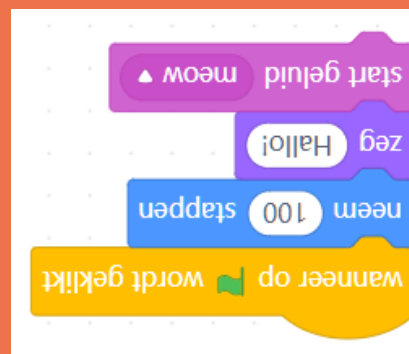 wanneer op wordt geklikt
neem 100 stappen
zeg Hallo!
start geluid meow